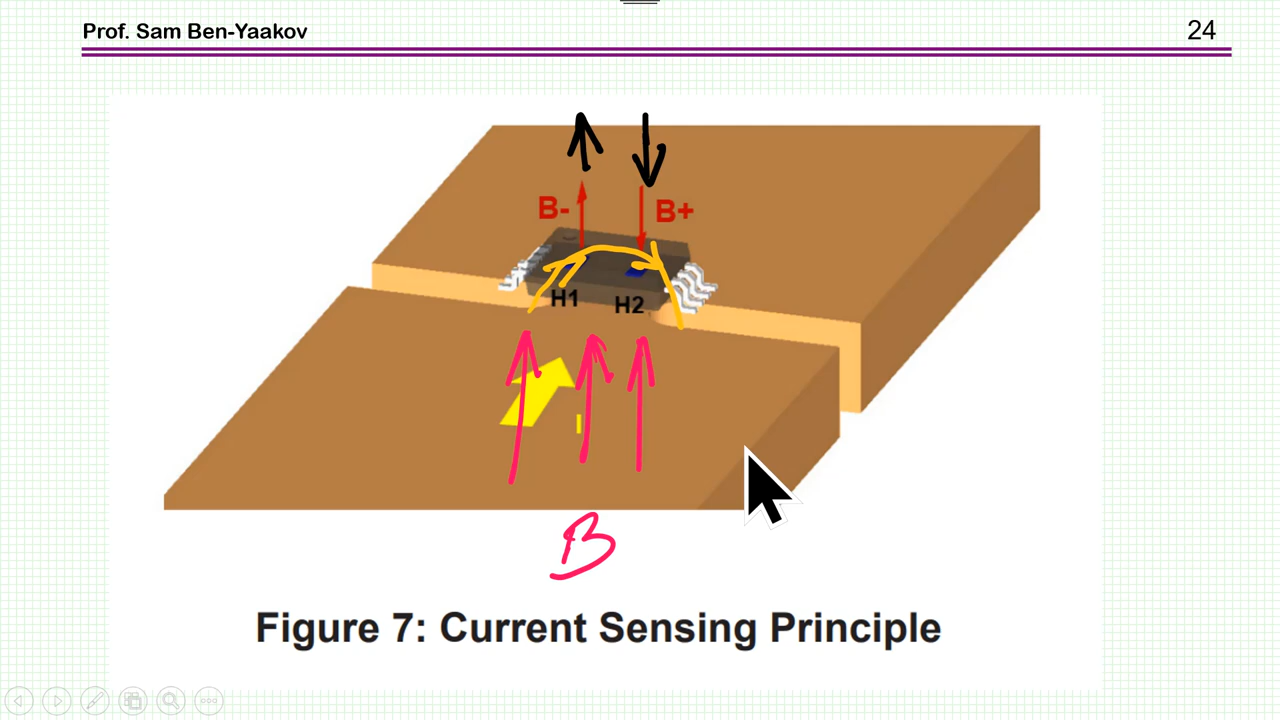 Prof. Sam Ben-Yaakov 24
B- B+
H1 H2
I
B
Figure 7: Current Sensing Principle